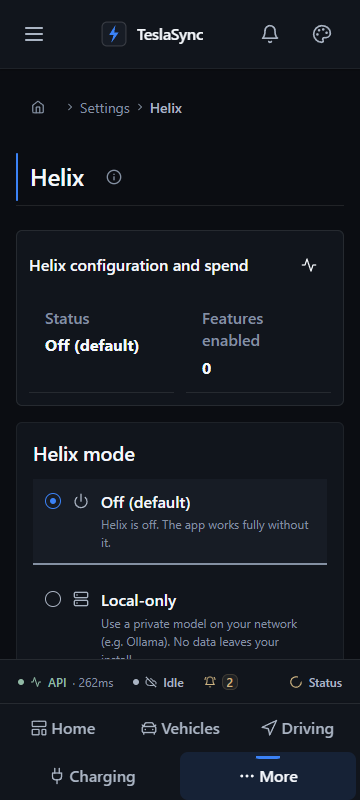 TeslaSync
Settings
Helix
Helix
Helix configuration and spend
Status
Off (default)
Features
enabled
0
Helix mode
Off (default)
Helix is off. The app works fully without
it.
Local-only
Use a private model on your network
(e.g. Ollama). No data leaves your
install.
API · 262ms
Idle
2
Status
Home
Vehicles
Driving
Charging
More